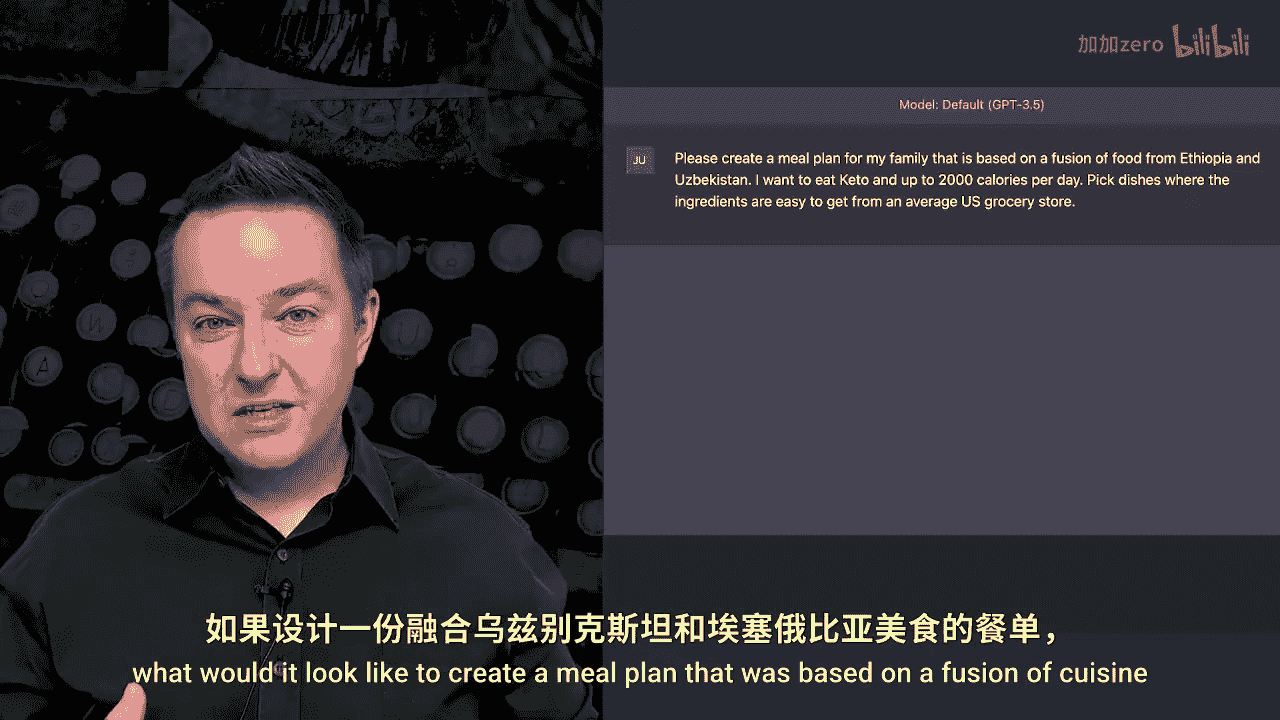 加加zero bilibili
Model: Default (GPT-3.5)
JU
Please create a meal plan for my family that is based on a fusion of food from Ethiopia and
Uzbekistan. I want to eat Keto and up to 2000 calories per day. Pick dishes where the
ingredients are easy to get from an average US grocery store.
如果设计一份融合乌兹别克斯坦和埃塞俄比亚美食的餐单，
what would it look like to create a meal plan that was based on a fusion of cuisine